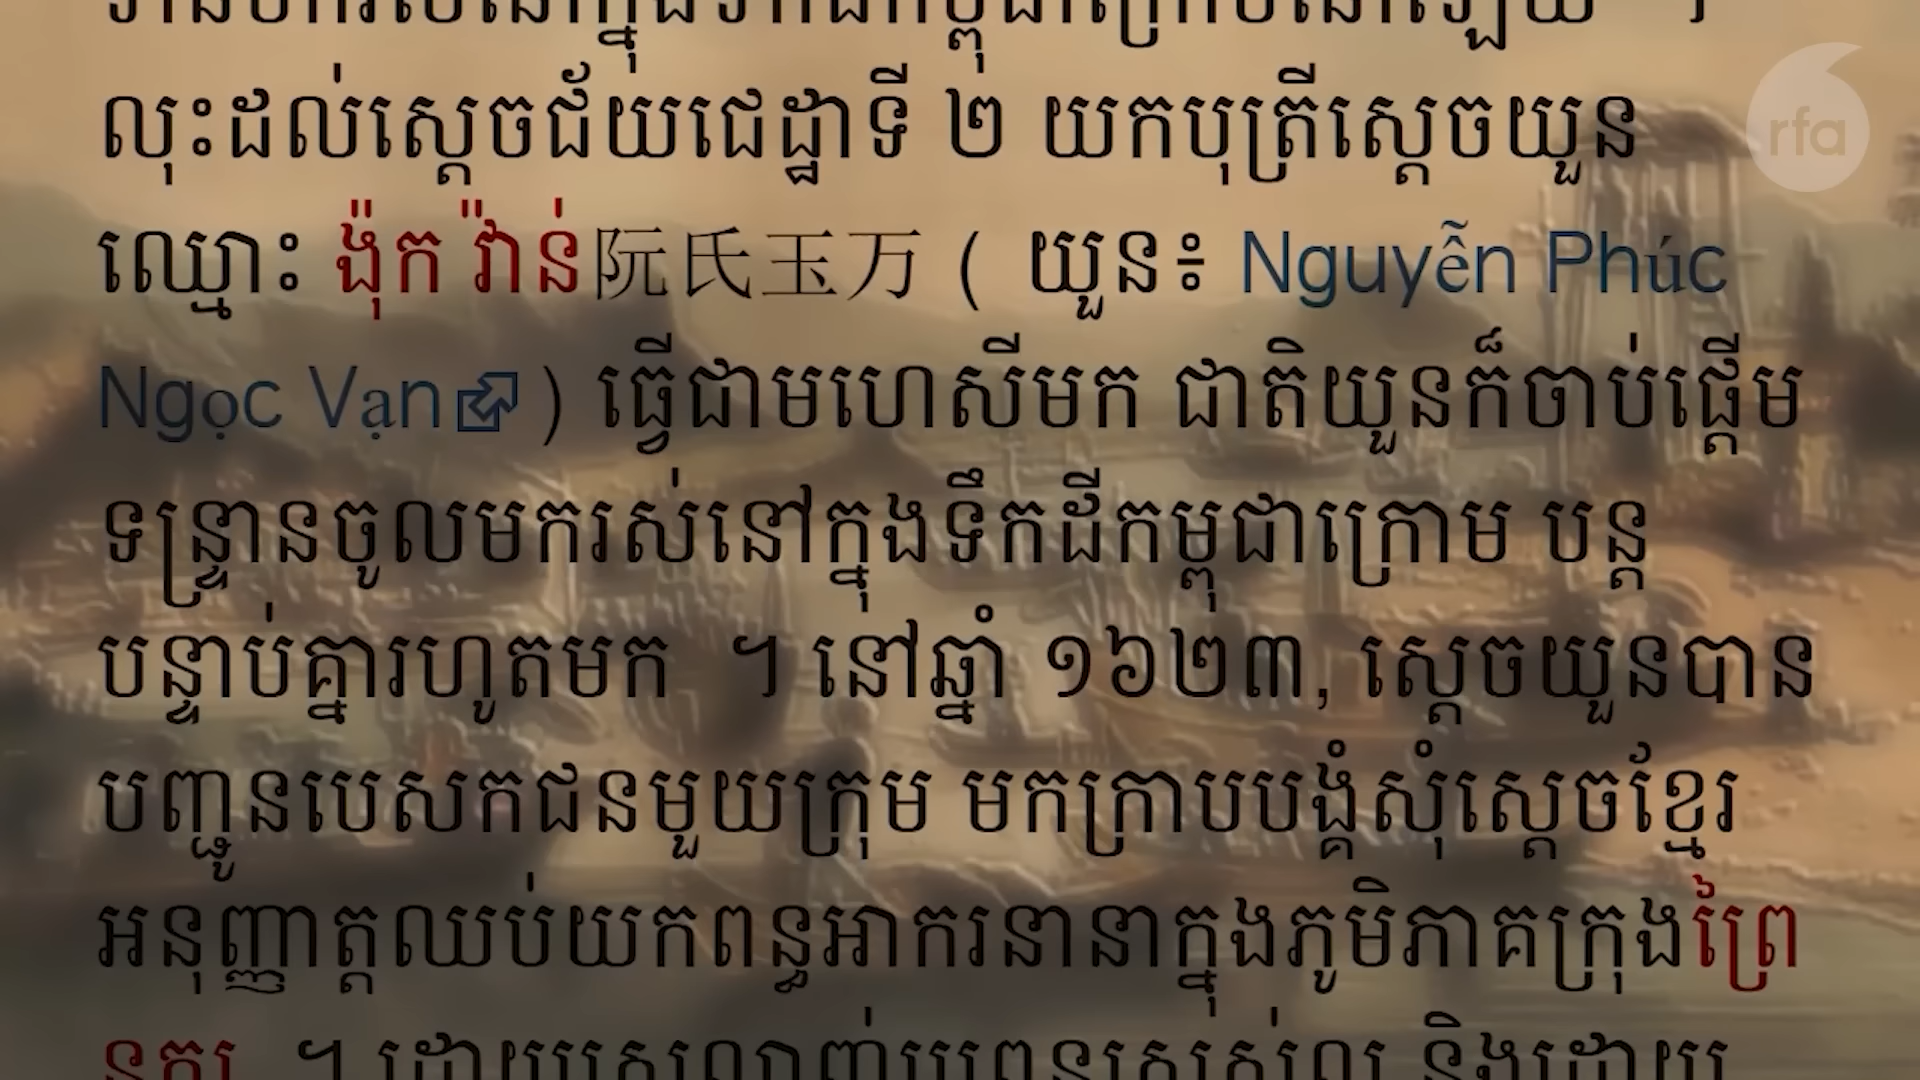 rfa
លុះដល់ស្ដេចជ័យជេដ្ឋាទី ២ យកបុត្រីស្ដេចយួន
ឈ្មោះ ង៉ុក វ៉ាន់阮氏玉万 ( យួន៖ Nguyễn Phúc
Ngọc Vạn ) ធ្វើជាមហេសីមក ជាតិយួនក៏ចាប់ផ្ដើម
ទន្ទ្រានចូលមករស់នៅក្នុងទឹកដីកម្ពុជាក្រោម បន្ត
បន្ទាប់គ្នារហូតមក ។ នៅឆ្នាំ ១៦២៣, ស្ដេចយួនបាន
បញ្ជូនបេសកជនមួយក្រុម មកក្រាបបង្គំសុំស្ដេចខ្មែរ
អនុញ្ញាត្តឈប់យកពន្ធអាករនានាក្នុងភូមិភាគក្រុងព្រៃ
នគរ ។